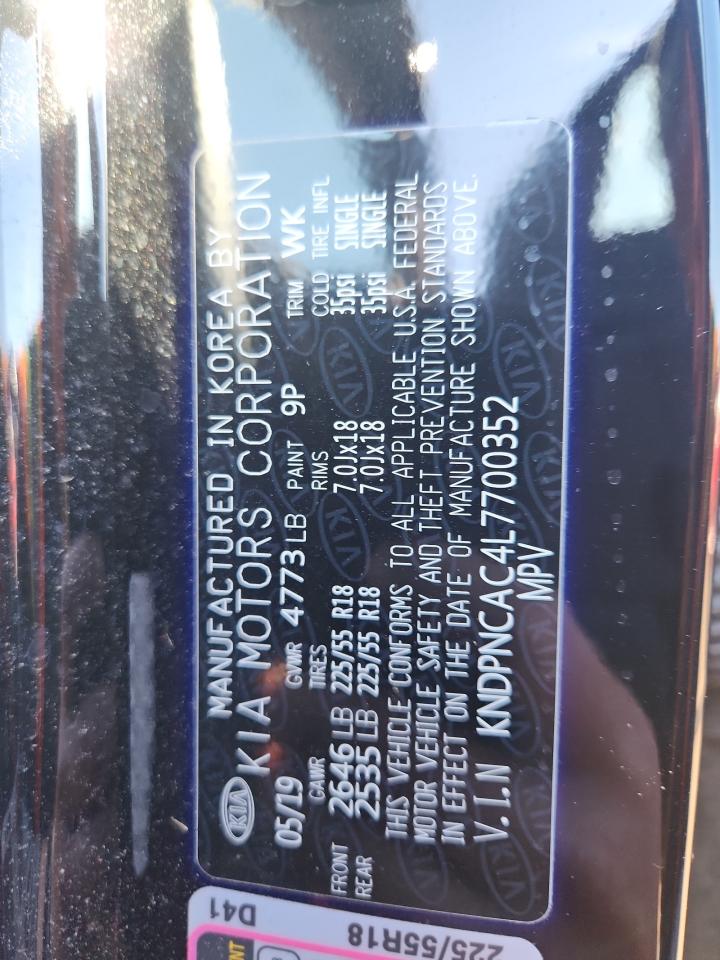 KIA
MANUFACTURED IN KOREA BY
KIA MOTORS CORPORATION
05/19 GVWR 4773 LB PAINT 9P TRIM WK
GAWR TIRES RMS COLD TIRE INFL
FRONT 2646 LB 225/55 R18 7.0Jx18 35psi SINGLE
REAR 2535 LB 225/55 R18 7.0Jx18 35psi SINGLE
THIS VEHICLE CONFORMS TO ALL APPLICABLE U.S.A. FEDERAL
MOTOR VEHICLE SAFETY AND THEFT PREVENTION STANDARDS
IN EFFECT ON THE DATE OF MANUFACTURE SHOWN ABOVE.
V.I.N KNDPNCAC4L7700352
MPV
D41
225/55R18